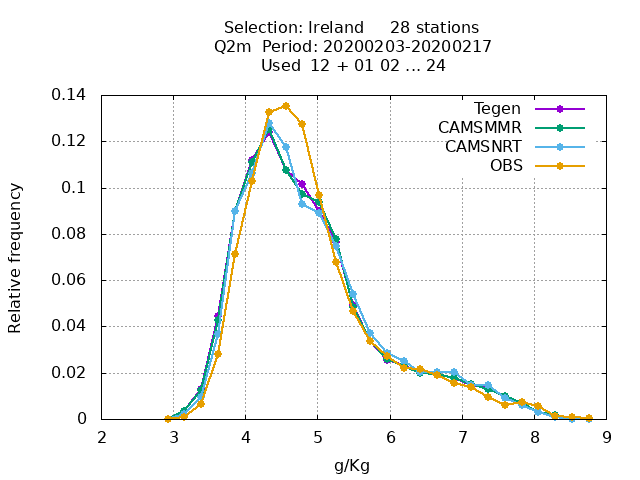 Selection: Ireland     28 stations
Q2m  Period: 20200203-20200217
Used  12 + 01 02 ... 24
Tegen
CAMSMMR
CAMSNRT
OBS
0.14
0.12
0.1
0.08
0.06
0.04
0.02
0
Relative frequency
2 3 4 5 6 7 8 9
g/Kg